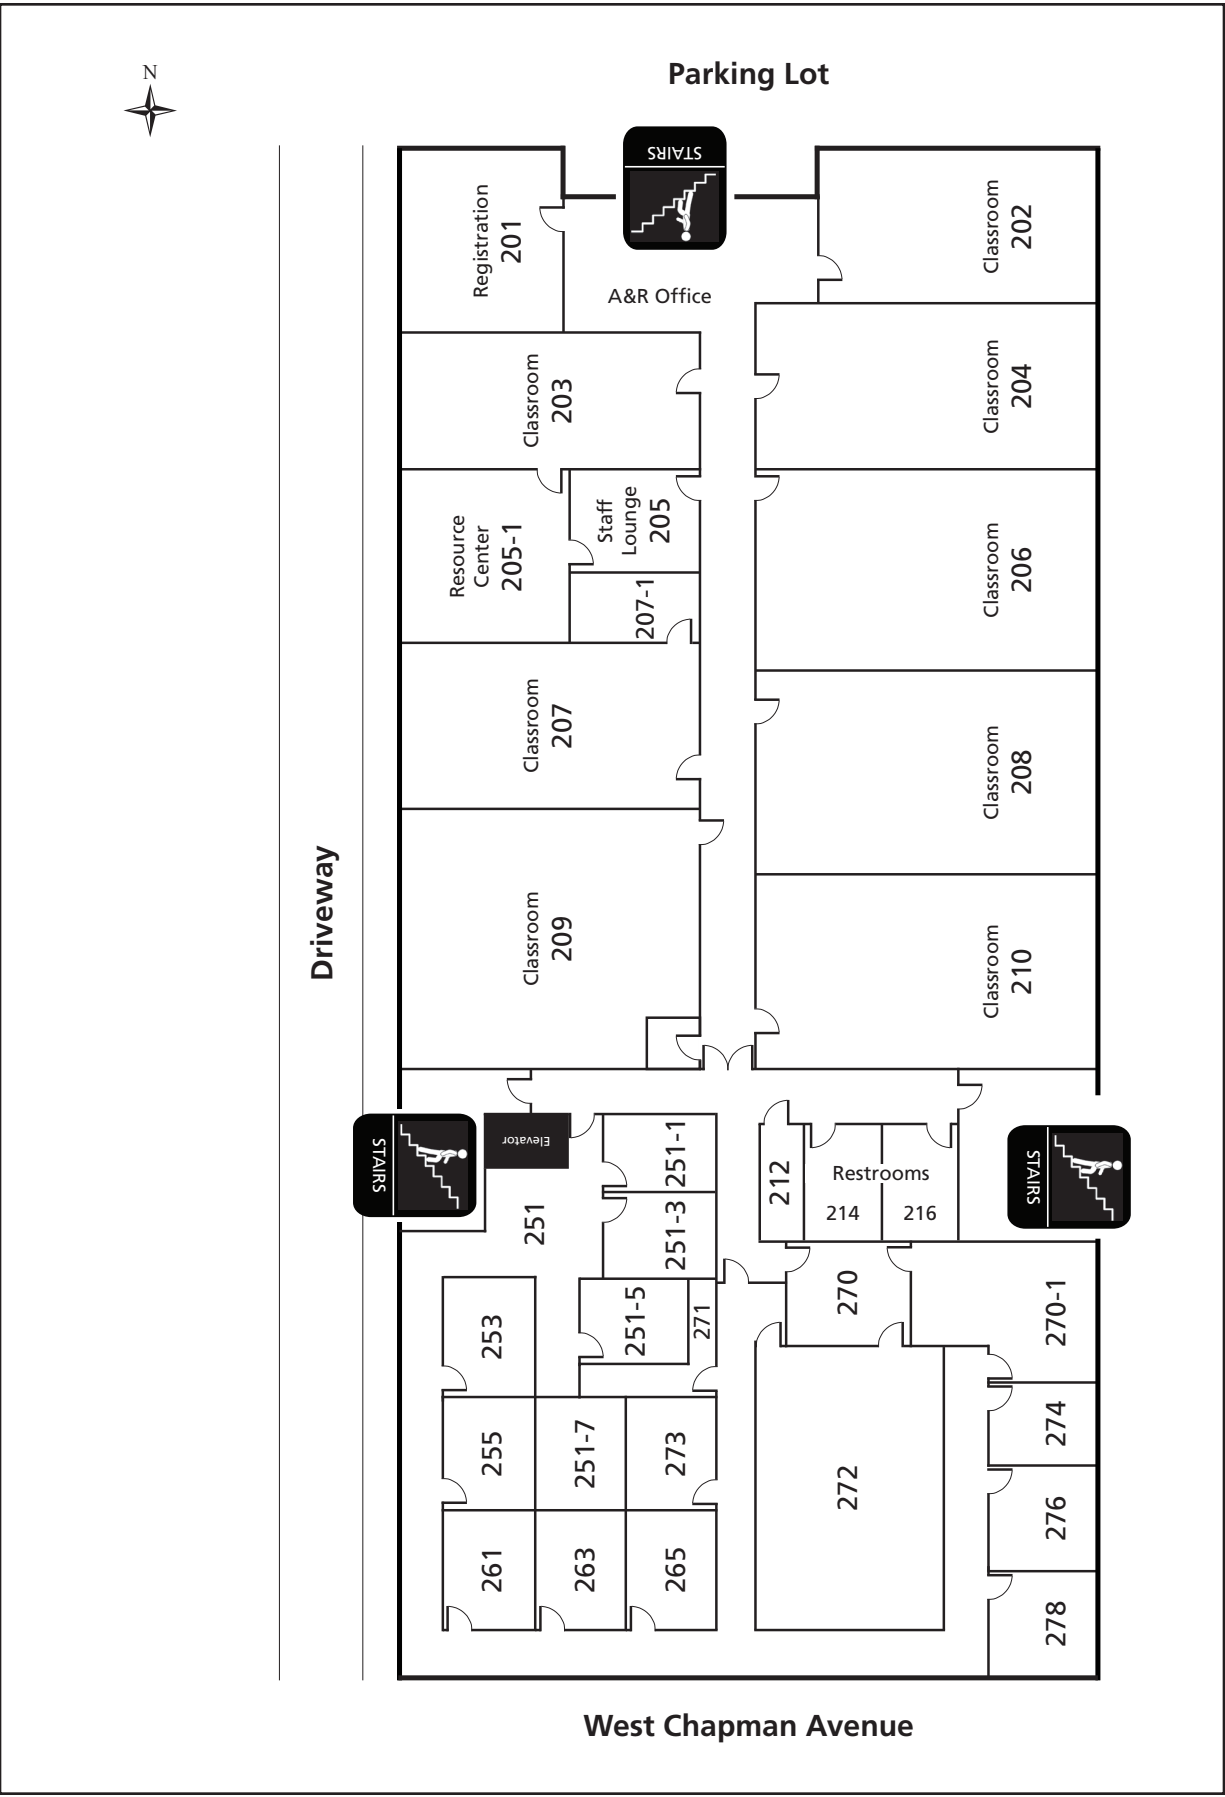 Parking Lot
N
STAIRS
Registration
201
A&R Office
Classroom
202
Classroom
203
Classroom
204
Resource
Center
205-1
Staff
Lounge
205
207-1
Classroom
206
Classroom
207
Classroom
208
Driveway
Classroom
209
Classroom
210
STAIRS
Elevator
251
251-1
251-3
212
Restrooms
214
216
STAIRS
253
251-5
271
270
270-1
255
251-7
273
272
274
276
261
263
265
278
West Chapman Avenue